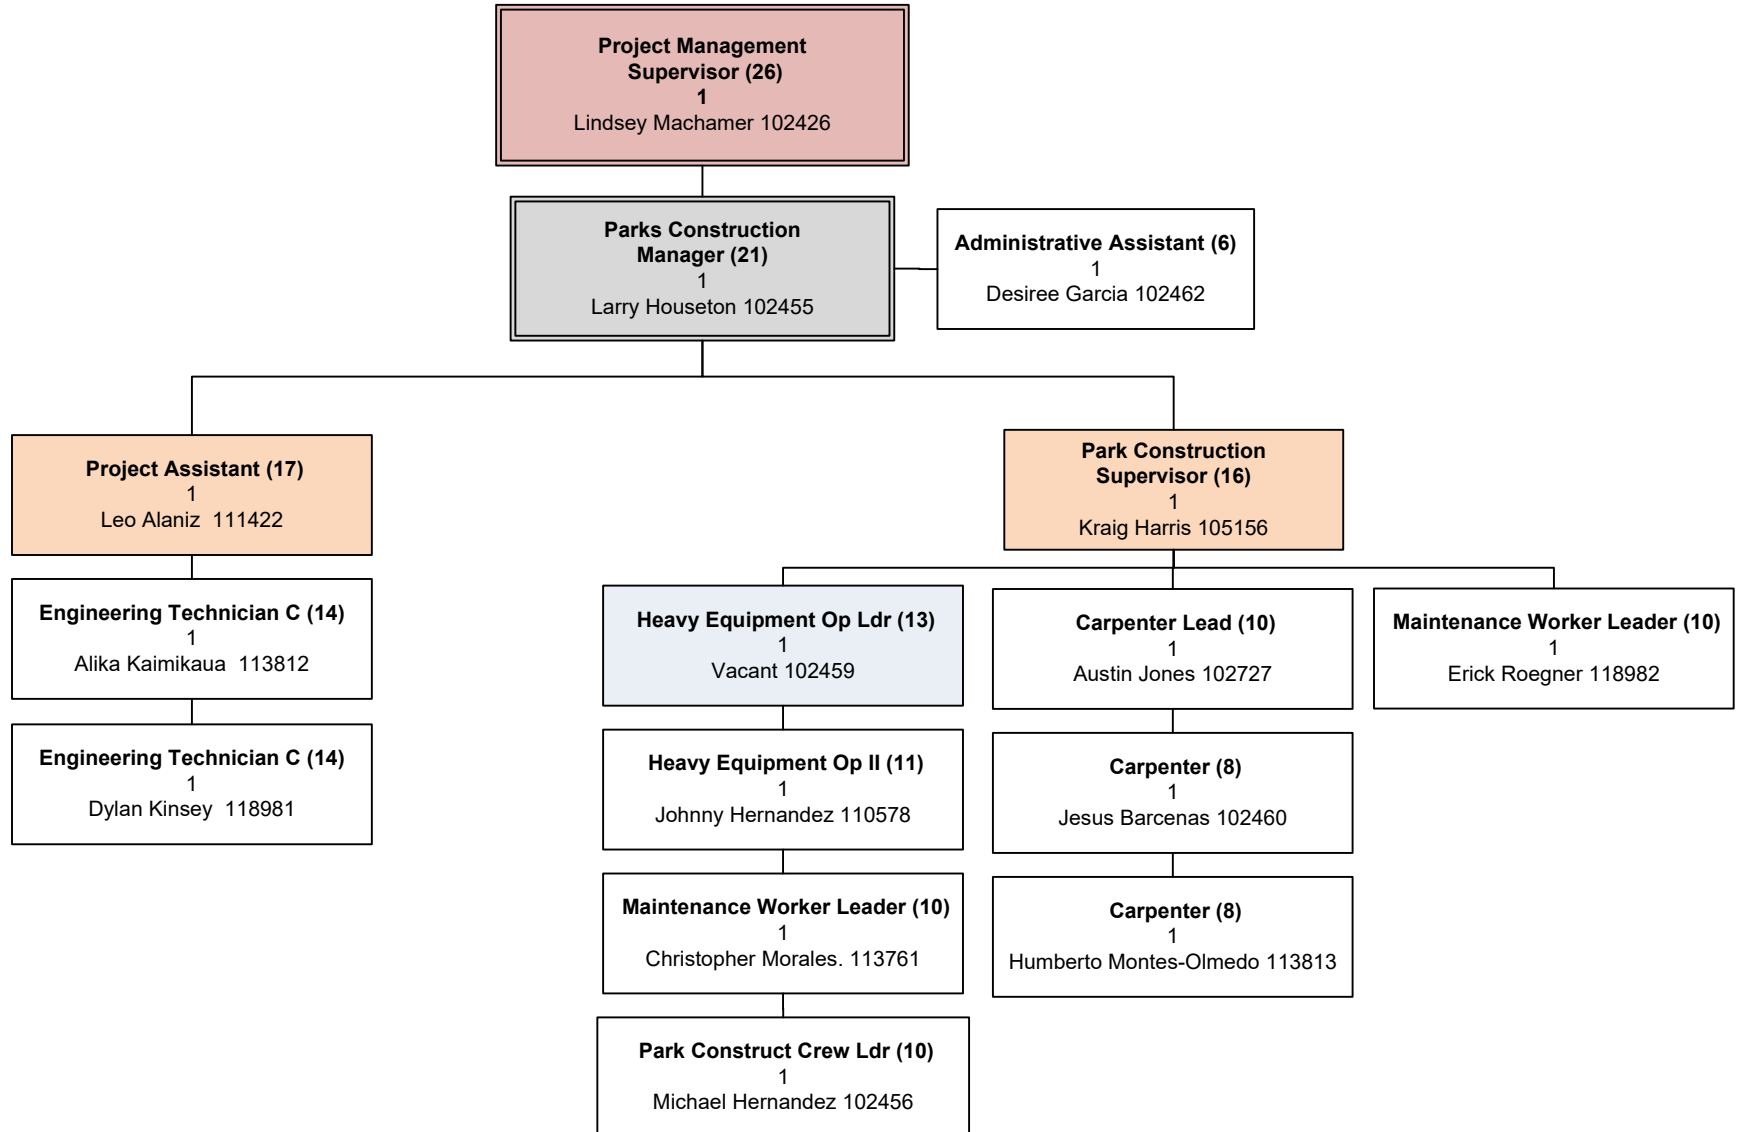 Project Management
Supervisor (26)
1
Lindsey Machamer 102426
Parks Construction
Manager (21)
1
Larry Houseton 102455
Administrative Assistant (6)
1
Desiree Garcia 102462
Project Assistant (17)
1
Leo Alaniz  111422
Park Construction
Supervisor (16)
1
Kraig Harris 105156
Engineering Technician C (14)
1
Alika Kaimikaua  113812
Engineering Technician C (14)
1
Dylan Kinsey  118981
Heavy Equipment Op Ldr (13)
1
Vacant 102459
Heavy Equipment Op II (11)
1
Johnny Hernandez 110578
Maintenance Worker Leader (10)
1
Christopher Morales. 113761
Park Construct Crew Ldr (10)
1
Michael Hernandez 102456
Carpenter Lead (10)
1
Austin Jones 102727
Carpenter (8)
1
Jesus Barcenas 102460
Carpenter (8)
1
Humberto Montes-Olmedo 113813
Maintenance Worker Leader (10)
1
Erick Roegner 118982